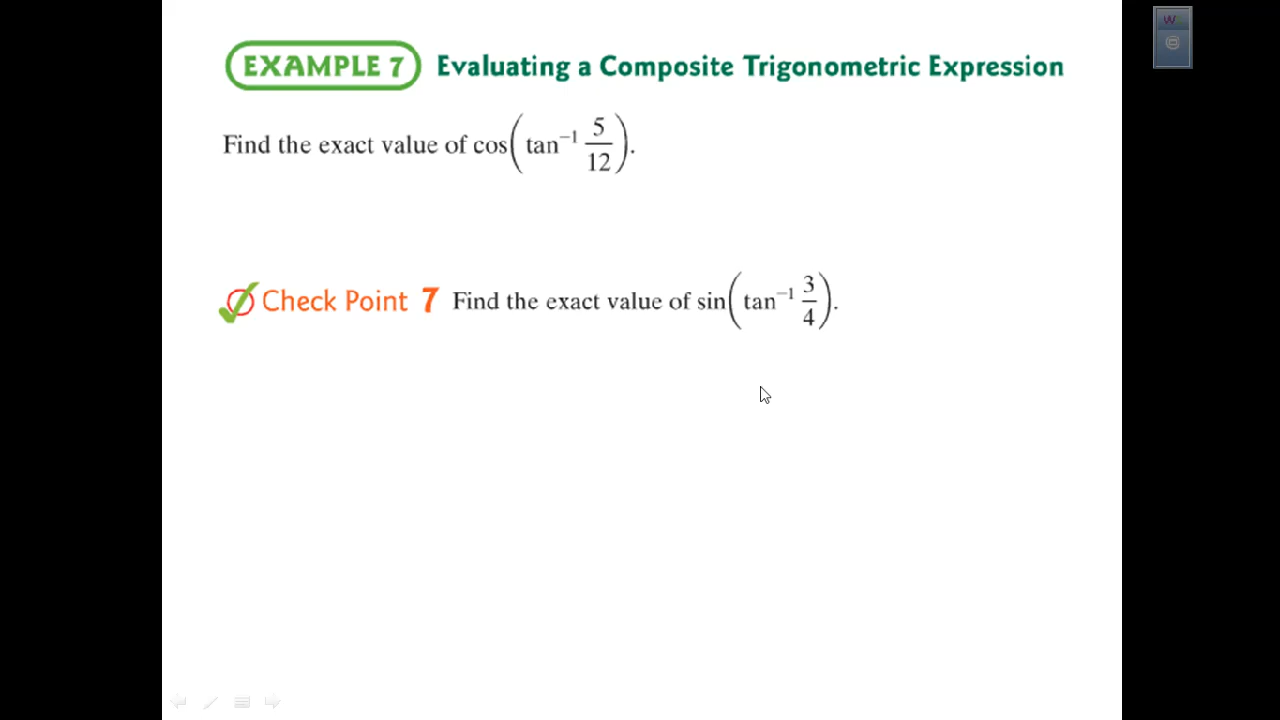 EXAMPLE 7 Evaluating a Composite Trigonometric Expression
Find the exact value of cos(tan⁻¹ 5/12).
Check Point 7 Find the exact value of sin(tan⁻¹ 3/4).
W